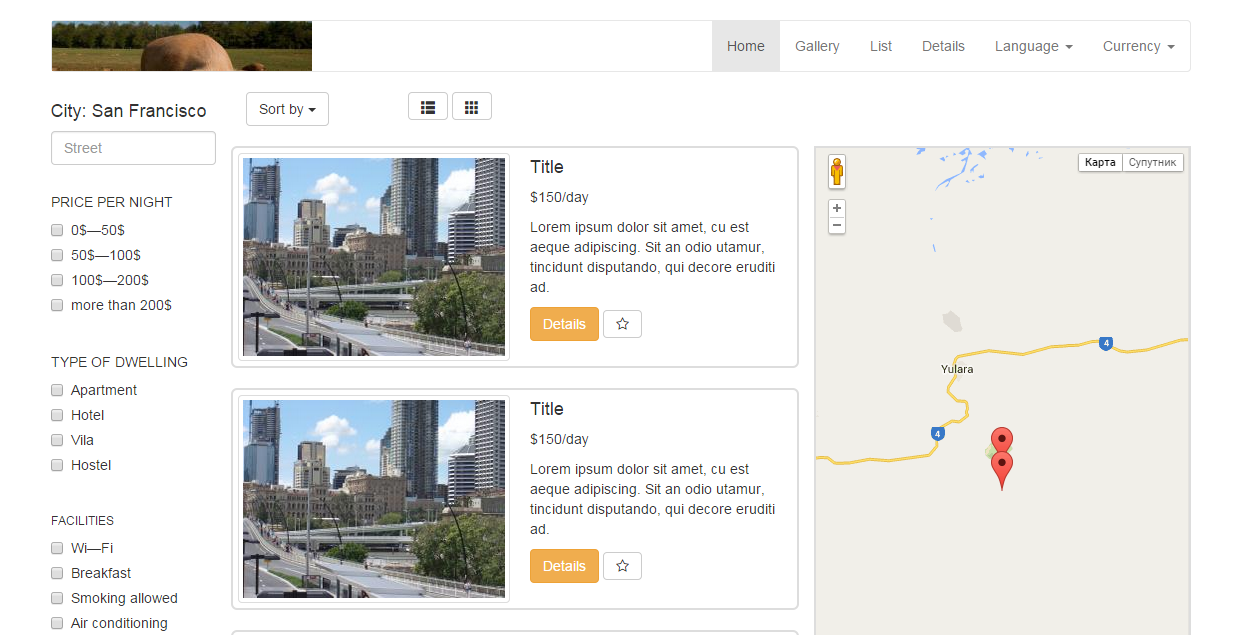 Home Gallery List Details Language Currency
City: San Francisco
Street
PRICE PER NIGHT
0$—50$
50$—100$
100$—200$
more than 200$
TYPE OF DWELLING
Apartment
Hotel
Vila
Hostel
FACILITIES
Wi—Fi
Breakfast
Smoking allowed
Air conditioning
Sort by
Title
$150/day
Lorem ipsum dolor sit amet, cu est
aeque adipiscing. Sit an odio utamur,
tincidunt disputando, qui decore eruditi
ad.
Details
Title
$150/day
Lorem ipsum dolor sit amet, cu est
aeque adipiscing. Sit an odio utamur,
tincidunt disputando, qui decore eruditi
ad.
Details
Карта Спутник
4
Yulara
4